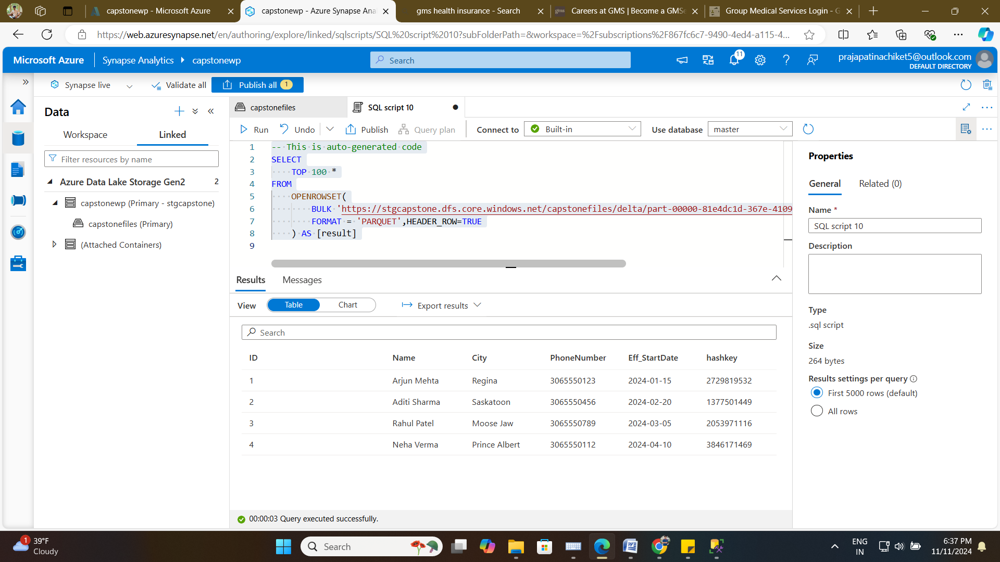 capstonewp - Microsoft Azure
capstonewp - Azure Synapse Ana
gms health insurance - Search
Careers at GMS | Become a GMSe
Group Medical Services Login - G
https://web.azuresynapse.net/en/authoring/explore/linked/sqlscripts/SQL%20script%2010?subFolderPath=&workspace=%2Fsubscriptions%2F867fc6c7-9490-4ed4-a115-4...
Microsoft Azure
Synapse Analytics
capstonewp
Search
11
prajapatinachiket5@outlook.com
DEFAULT DIRECTORY
Synapse live
Validate all
Publish all 1
Data
Workspace
Linked
Filter resources by name
Azure Data Lake Storage Gen2 2
capstonewp (Primary - stgcapstone)
capstonefiles (Primary)
(Attached Containers)
capstonefiles
SQL script 10
Run
Undo
Publish
Query plan
Connect to
Built-in
Use database
master
1 -- This is auto-generated code
2 SELECT
3 TOP 100 *
4 FROM
5 OPENROWSET(
6 BULK 'https://stgcapstone.dfs.core.windows.net/capstonefiles/delta/part-00000-81e4dc1d-367e-4109
7 FORMAT = 'PARQUET',HEADER_ROW=TRUE
8 ) AS [result]
9
Results
Messages
View
Table
Chart
Export results
Search
ID Name City PhoneNumber Eff_StartDate hashkey
1 Arjun Mehta Regina 3065550123 2024-01-15 2729819532
2 Aditi Sharma Saskatoon 3065550456 2024-02-20 1377501449
3 Rahul Patel Moose Jaw 3065550789 2024-03-05 2053971116
4 Neha Verma Prince Albert 3065550112 2024-04-10 3846171469
00:00:03 Query executed successfully.
Properties
General
Related (0)
Name *
SQL script 10
Description
Type
.sql script
Size
264 bytes
Results settings per query
First 5000 rows (default)
All rows
1
39°F
Cloudy
Search
ENG
IN
6:37 PM
11/11/2024